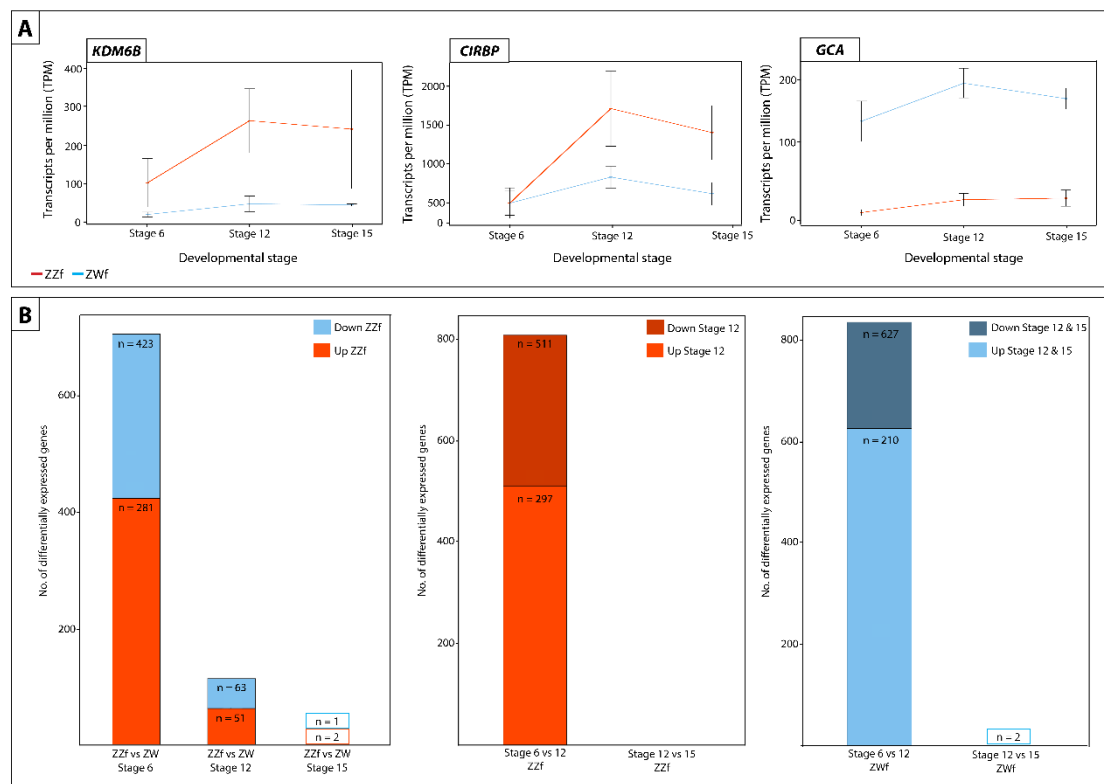 A
KDM6B
Transcripts per million (TPM)
400
300
200
100
0
Stage 6
Stage 12
Stage 15
Developmental stage
ZZf
ZWf
CIRBP
Transcripts per million (TPM)
2000
1500
1000
500
0
Stage 6
Stage 12
Stage 15
Developmental stage
GCA
Transcripts per million (TPM)
200
100
0
Stage 6
Stage 12
Stage 15
Developmental stage
B
No. of differentially expressed genes
600
400
200
Down ZZf
Up ZZf
n = 423
n = 281
n = 63
n = 51
n = 1
n = 2
ZZf vs ZW
Stage 6
ZZf vs ZW
Stage 12
ZZf vs ZW
Stage 15
No. of differentially expressed genes
800
600
400
200
Down Stage 12
Up Stage 12
n = 511
n = 297
Stage 6 vs 12
ZZf
Stage 12 vs 15
ZZf
No. of differentially expressed genes
800
600
400
200
Down Stage 12 & 15
Up Stage 12 & 15
n = 627
n = 210
n = 2
Stage 6 vs 12
ZWf
Stage 12 vs 15
ZWf